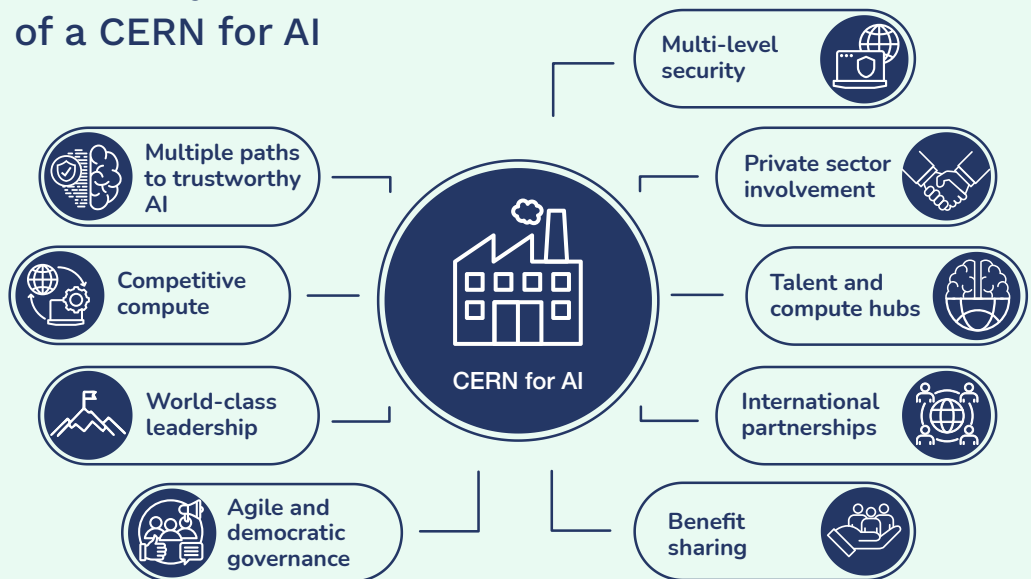 of a CERN for AI
Multi-level
security
Multiple paths
to trustworthy
AI
Private sector
involvement
Competitive
compute
Talent and
compute hubs
CERN for AI
World-class
leadership
International
partnerships
Agile and
democratic
governance
Benefit
sharing